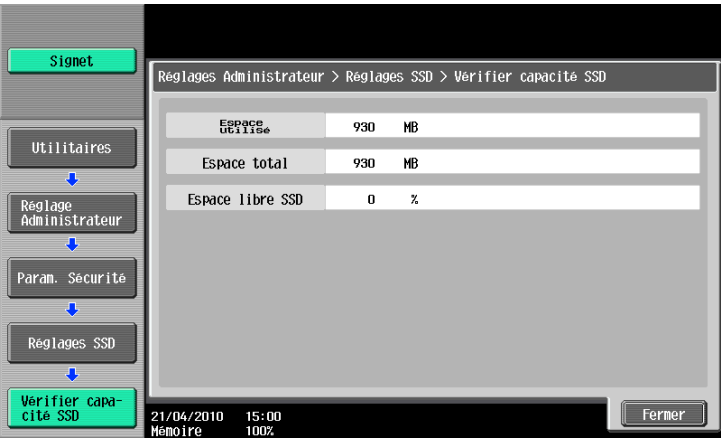 Signet
Réglages Administrateur > Réglages SSD > Vérifier capacité SSD
Espace
utilisé
930 MB
Espace total 930 MB
Espace libre SSD 0 %
Utilitaires
Réglage
Administrateur
Param. Sécurité
Réglages SSD
Vérifier capa-
cité SSD
21/04/2010 15:00
Mémoire 100%
Fermer